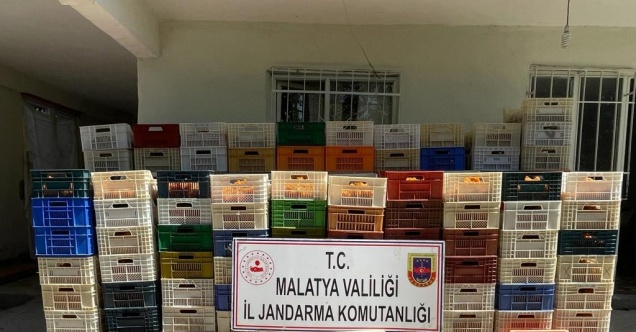 T.C.
MALATYA VALİLİĞİ
İL JANDARMA KOMUTANLIĞI